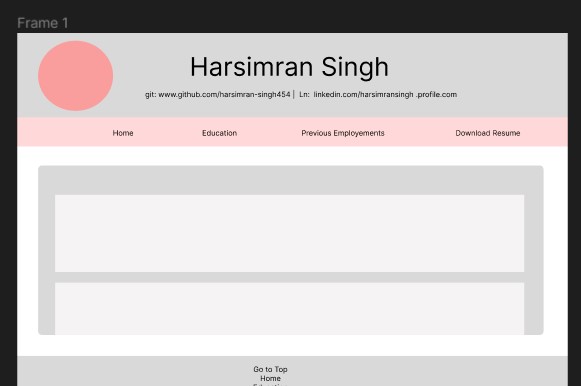 Frame 1
Harsimran Singh
git: www.github.com/harsimran-singh454 | Ln: linkedin.com/harsimransingh .profile.com
Home Education Previous Employements Download Resume
Go to Top
Home